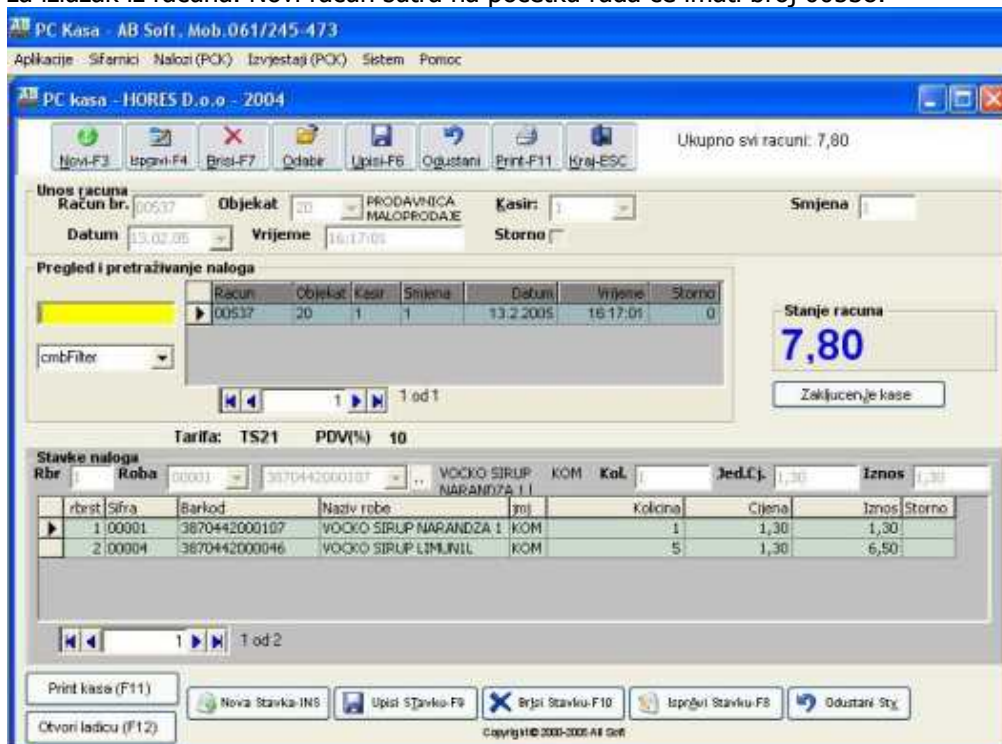 za izlazak iz računa. Novi račun sutra na početku rada će imati broj 00538.
PC Kasa - AB Soft, Mob.061/245-473
Aplikacije Sifarnici Nalozi (PCK) Izvjestaji (PCK) Sistem Pomoc
PC kasa - HORES D.o.o - 2004
Novi-F3 Ispravi-F4 Brisi-F7 Odabir Upisi-F6 Odustani Print-F11 Kraj-ESC Ukupno svi racuni: 7,80
Unos racuna
Račun br. 00537 Objekat 20 PRODAVNICA MALOPRODAJE Kasir: 1 Smjena 1
Datum 13.02.05 Vrijeme 16:17:01 Storno
Pregled i pretraživanje naloga
Racun Objekat Kasir Smjena Datum Vrijeme Storno
00537 20 1 1 13.2.2005 16:17:01 0
Stanje racuna
7,80
cmbFilter
Zakljucenje kase
1 1 od 1
Tarifa: TS21 PDV(%) 10
Stavke naloga
Rbr 1 Roba 00001 3870442000107 .. VOCKO SIRUP NARANDZA 1 l KOM Kol. 1 Jed.Cj. 1,30 Iznos 1,30
rbrst Sifra Barkod Naziv robe jmj Kolicina Cijena Iznos Storno
1 00001 3870442000107 VOCKO SIRUP NARANDZA 1 KOM 1 1,30 1,30
2 00004 3870442000046 VOCKO SIRUP LIMUN1L KOM 5 1,30 6,50
1 1 od 2
Print kase (F11)
Nova Stavka-INS Upisi STavku-F9 Brisi Stavku-F10 Ispravi Stavku-F8 Odustani Stv
Otvori ladicu (F12)
Copyright© 2000-2005 AB Soft